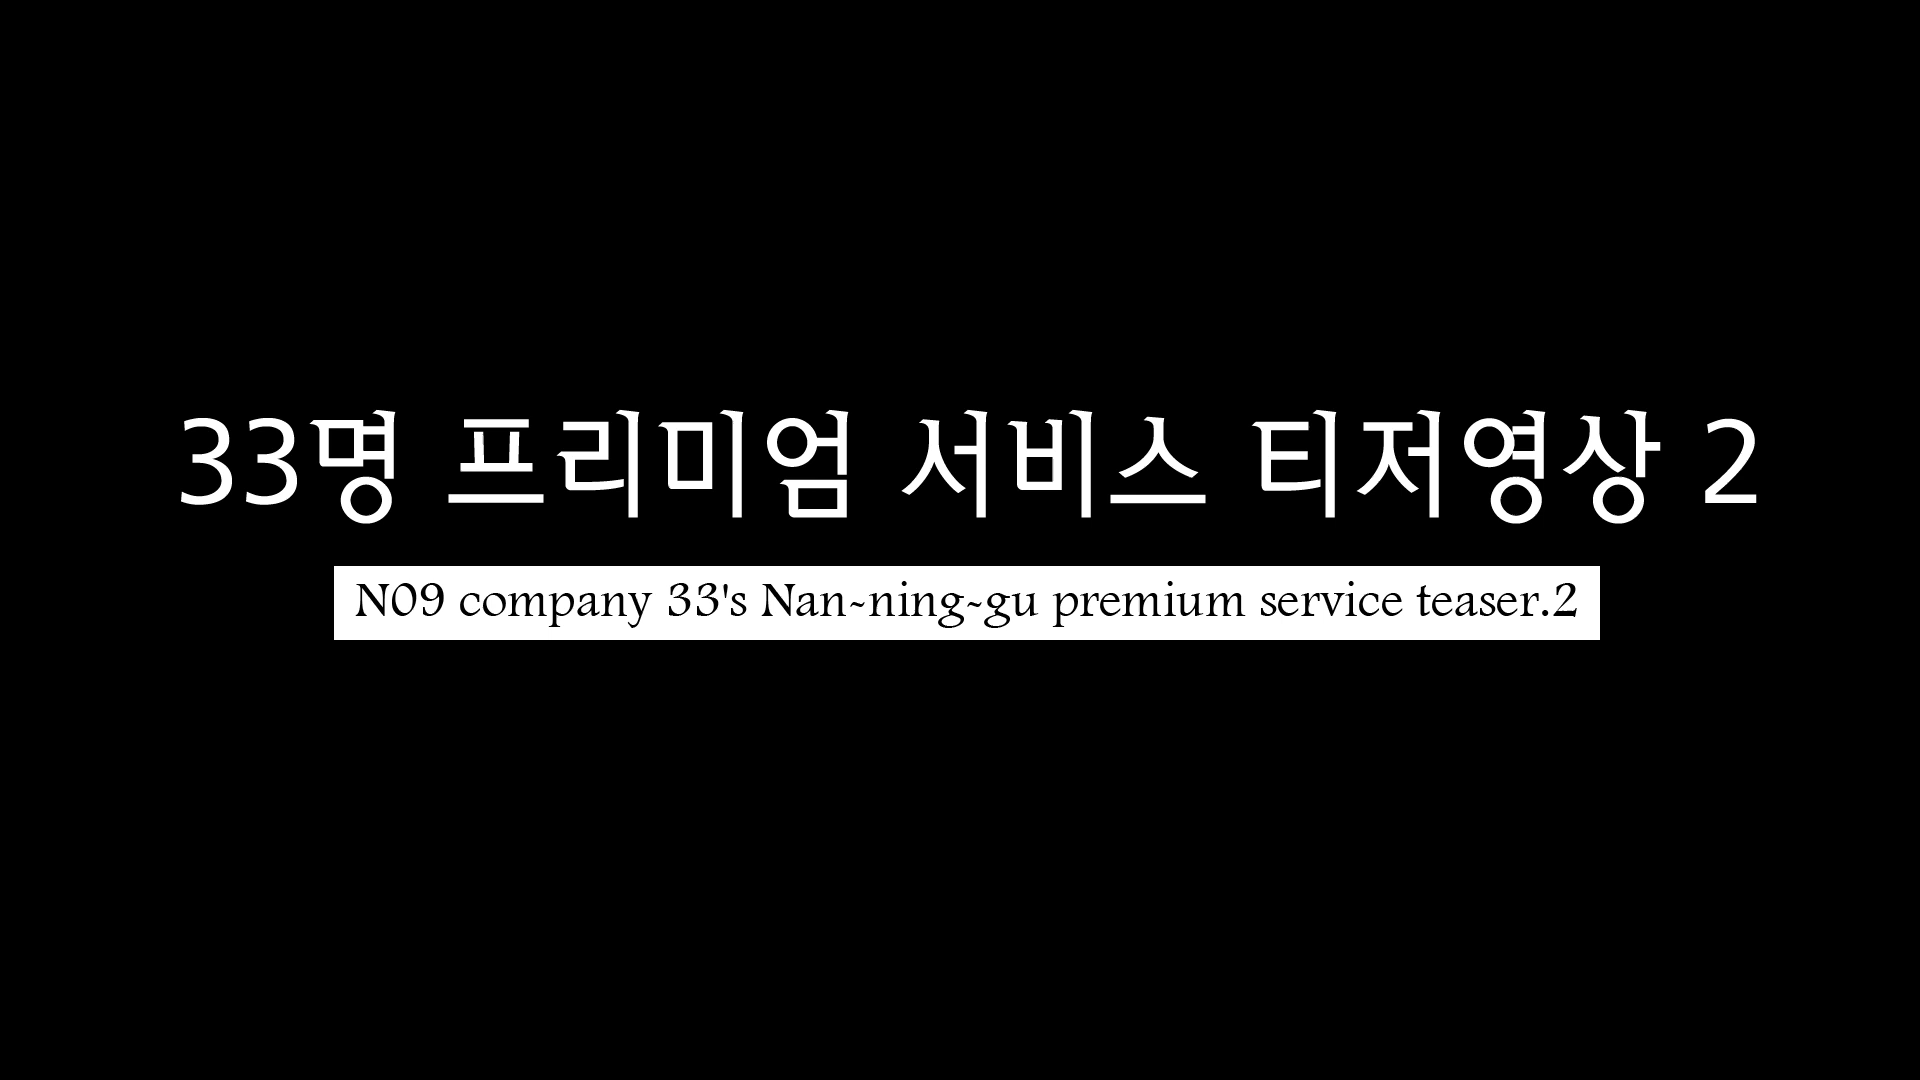 33명 프리미엄 서비스 티저영상 2
N09 company 33's Nan-ning-gu premium service teaser.2